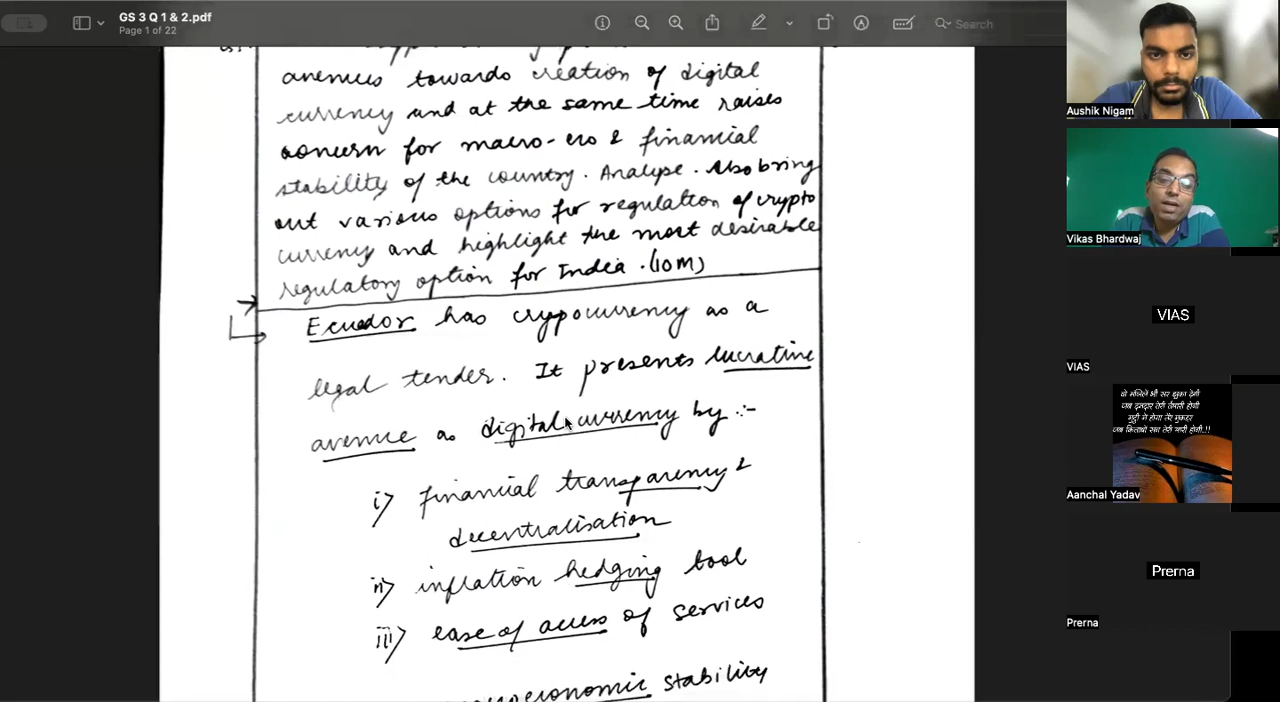 GS 3 Q 1 & 2.pdf
Page 1 of 22
Search
avenues towards creation of digital
currency and at the same time raises
concern for macro-eco & financial
stability of the country. Analyse. Also bring
out various options for regulation of crypto
currency and highlight the most desirable
regulatory option for India. (10M)
Ecuador has crypocurrency as a
legal tender. It presents lucrative
avenue as digital currency by :-
i) financial transparency &
decentralisation
ii) inflation hedging tool
iii) ease of access of services
stability
Aushik Nigam
Vikas Bhardwaj
VIAS
VIAS
Aanchal Yadav
Prerna
Prerna